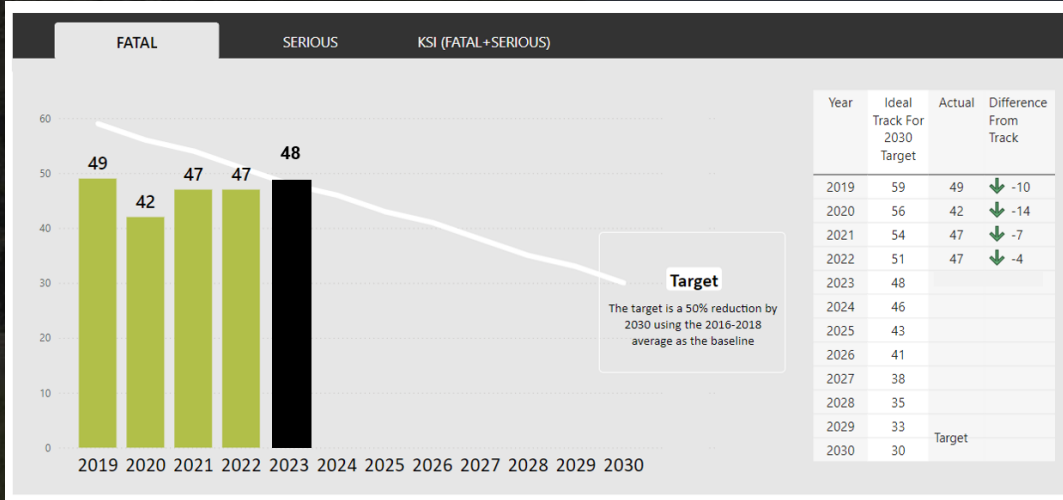 FATAL SERIOUS KSI (FATAL+SERIOUS)
60
50
40
30
20
10
0
49
42
47
47
48
2019 2020 2021 2022 2023 2024 2025 2026 2027 2028 2029 2030
Target
The target is a 50% reduction by
2030 using the 2016-2018
average as the baseline
Year Ideal Actual Difference
Track For From
2030 Track
Target
2019 59 49 -10
2020 56 42 -14
2021 54 47 -7
2022 51 47 -4
2023 48
2024 46
2025 43
2026 41
2027 38
2028 35
2029 33
Target
2030 30